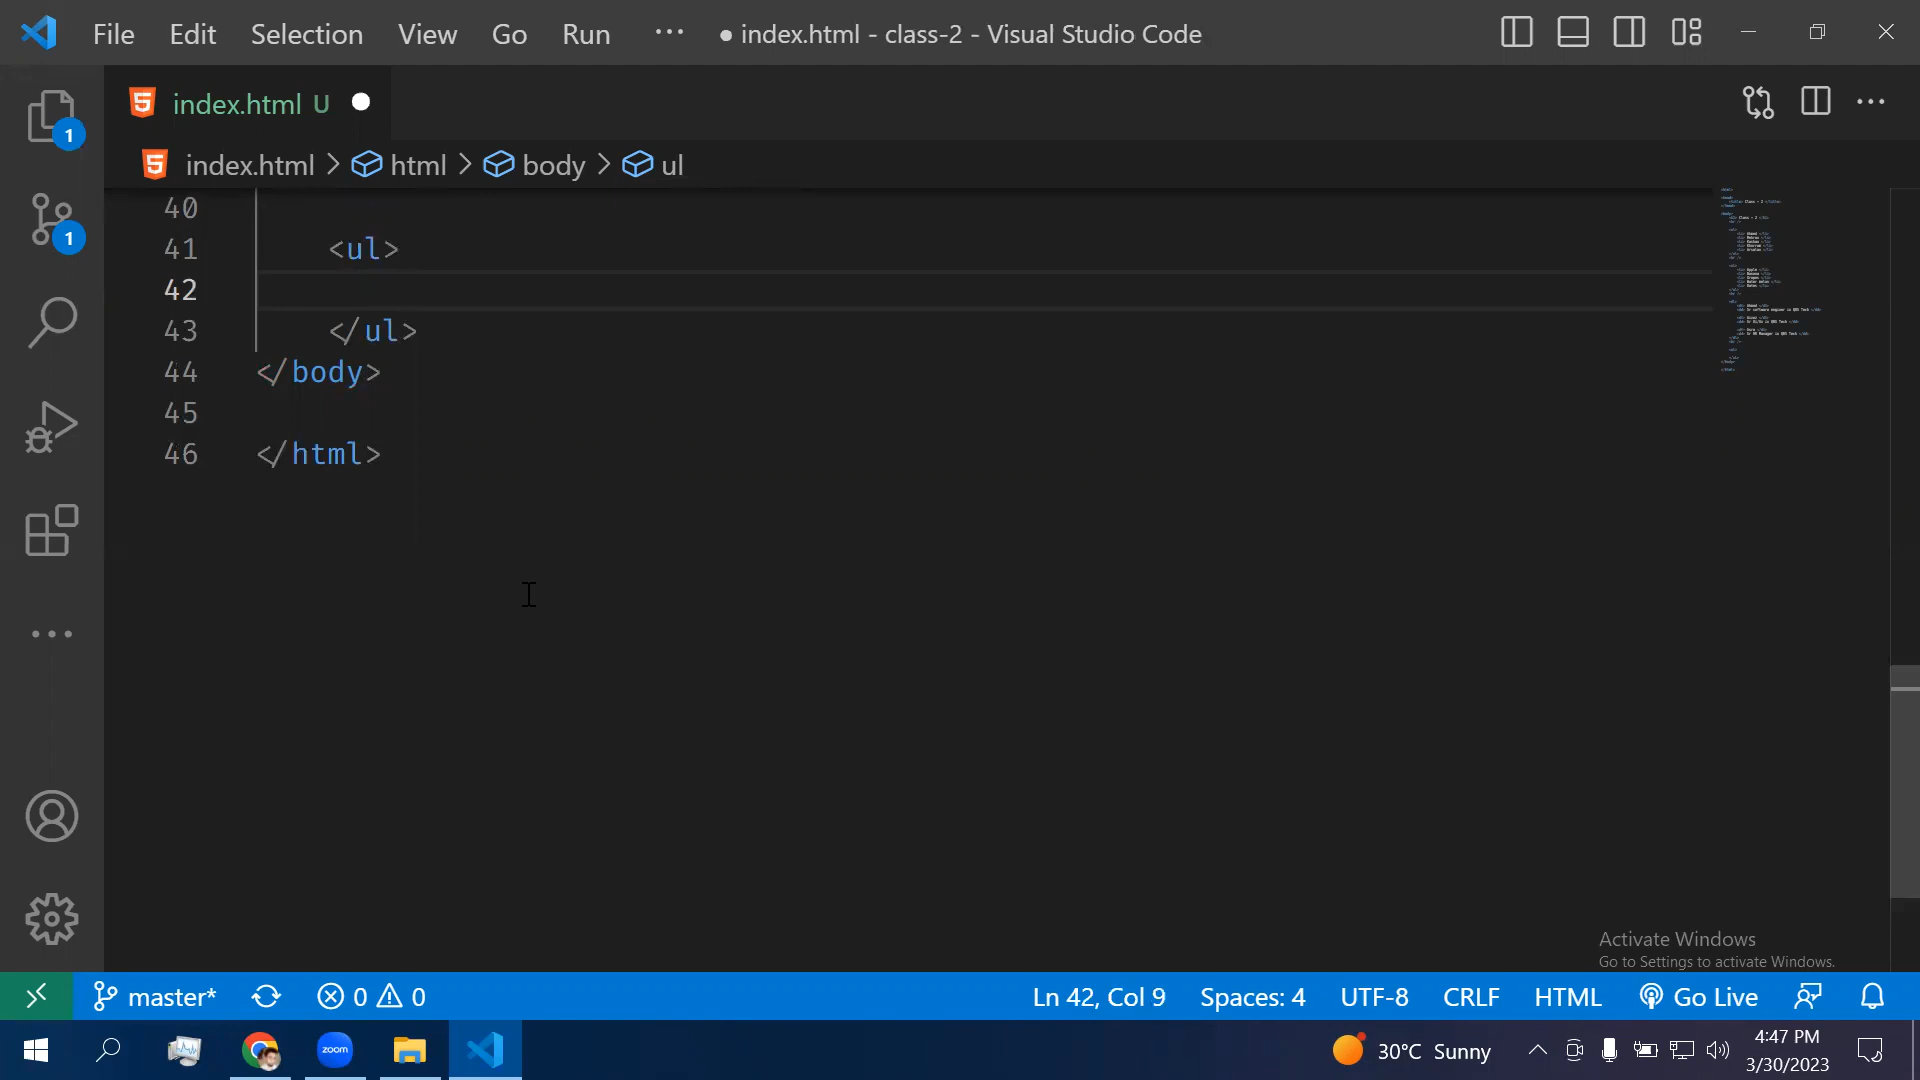 File Edit Selection View Go Run ··· ● index.html - class-2 - Visual Studio Code
index.html U
index.html > html > body > ul
1
1
40
41 <ul>
42
43 </ul>
44 </body>
45
46 </html>
Activate Windows
Go to Settings to activate Windows.
master* 0 0 Ln 42, Col 9 Spaces: 4 UTF-8 CRLF HTML Go Live
zoom
30°C Sunny
4:47 PM
3/30/2023